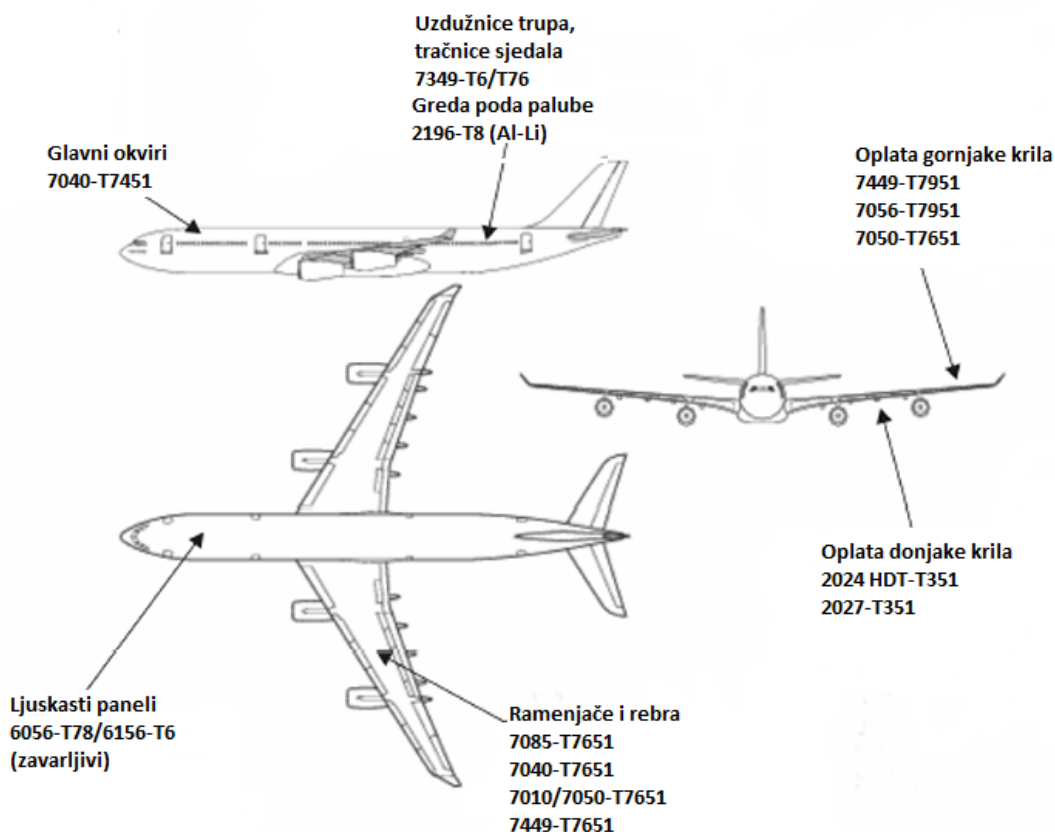 Uzdužnice trupa,
tračnice sjedala
7349-T6/T76
Greda poda palube
2196-T8 (Al-Li)
Glavni okviri
7040-T7451
Oplata gornjake krila
7449-T7951
7056-T7951
7050-T7651
Oplata donjake krila
2024 HDT-T351
2027-T351
Ljuskasti paneli
6056-T78/6156-T6
(zavarljivi)
Ramenjače i rebra
7085-T7651
7040-T7651
7010/7050-T7651
7449-T7651